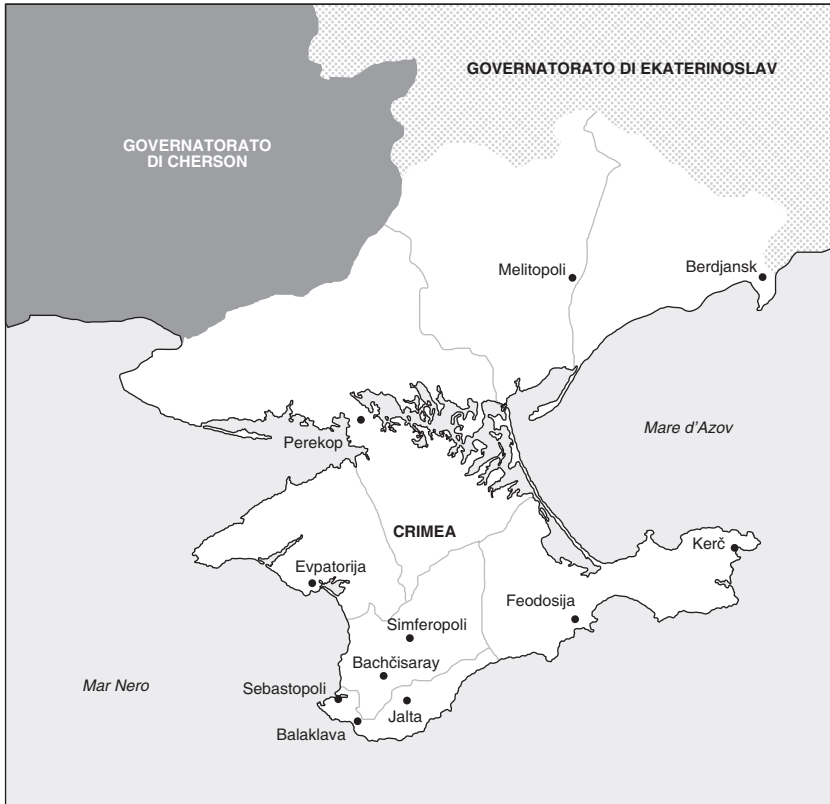 GOVERNATORATO DI EKATERINOSLAV
GOVERNATORATO
DI CHERSON
Melitopoli
Berdjansk
Mare d'Azov
Perekop
CRIMEA
Kerč
Evpatorija
Feodosija
Simferopoli
Bachčisaray
Mar Nero
Sebastopoli
Jalta
Balaklava